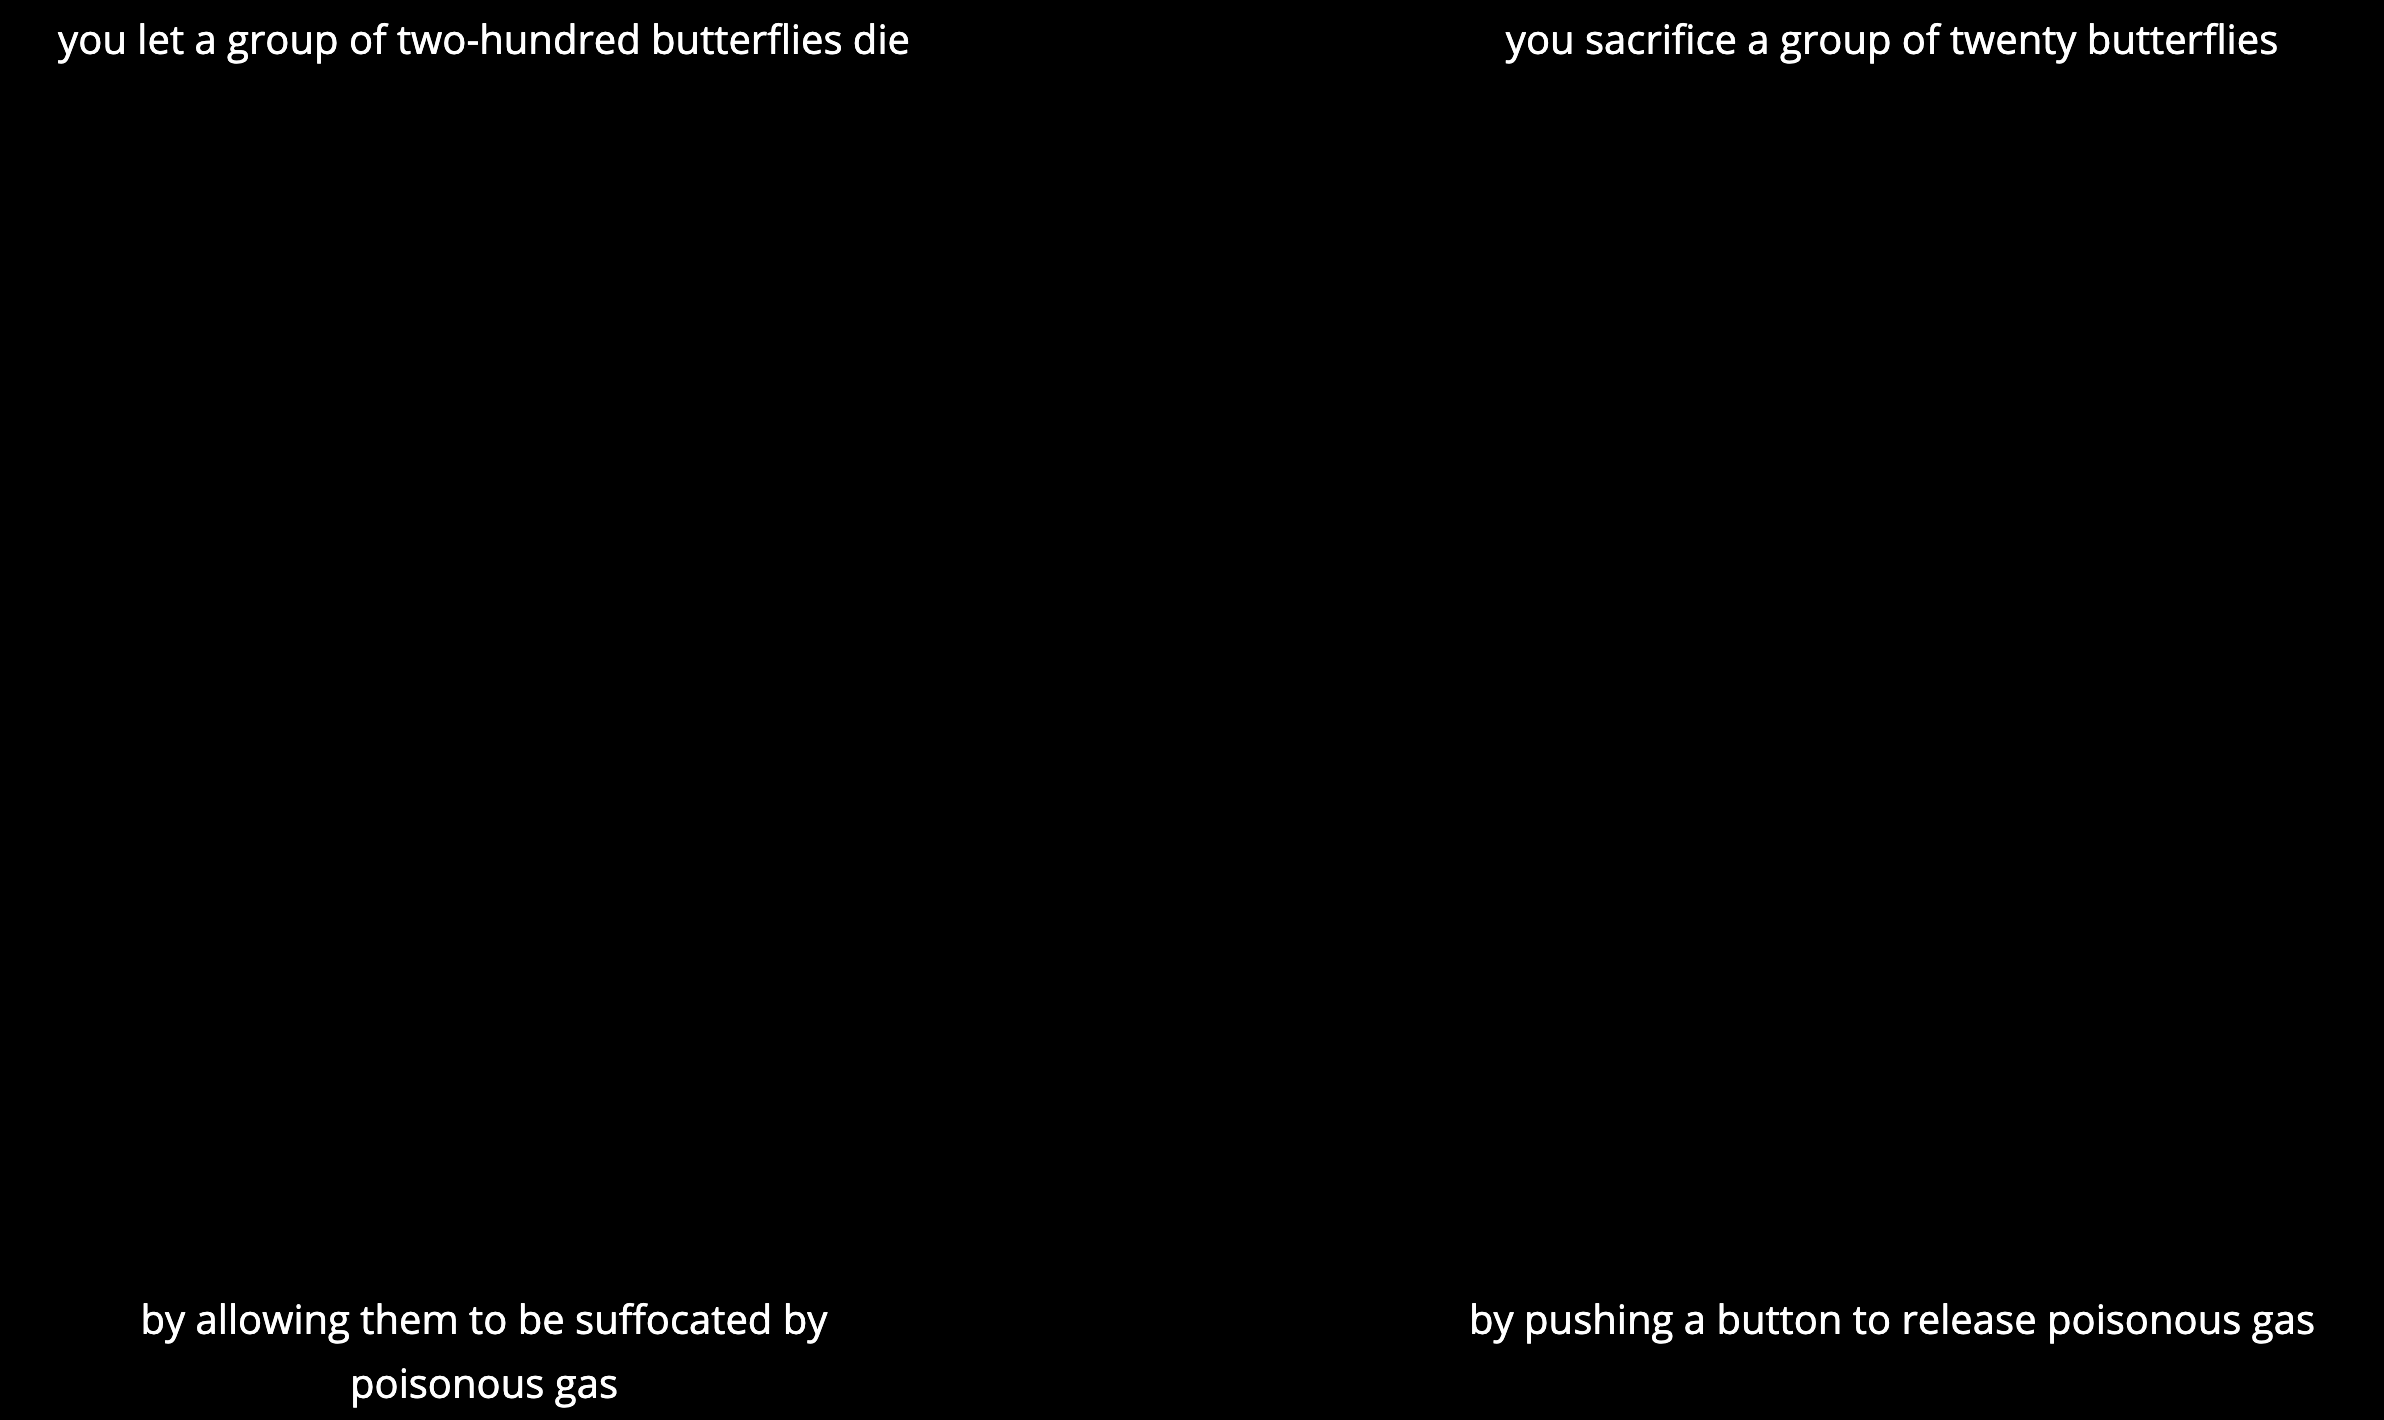 you let a group of two-hundred butterflies die
you sacrifice a group of twenty butterflies
by allowing them to be suffocated by
poisonous gas
by pushing a button to release poisonous gas